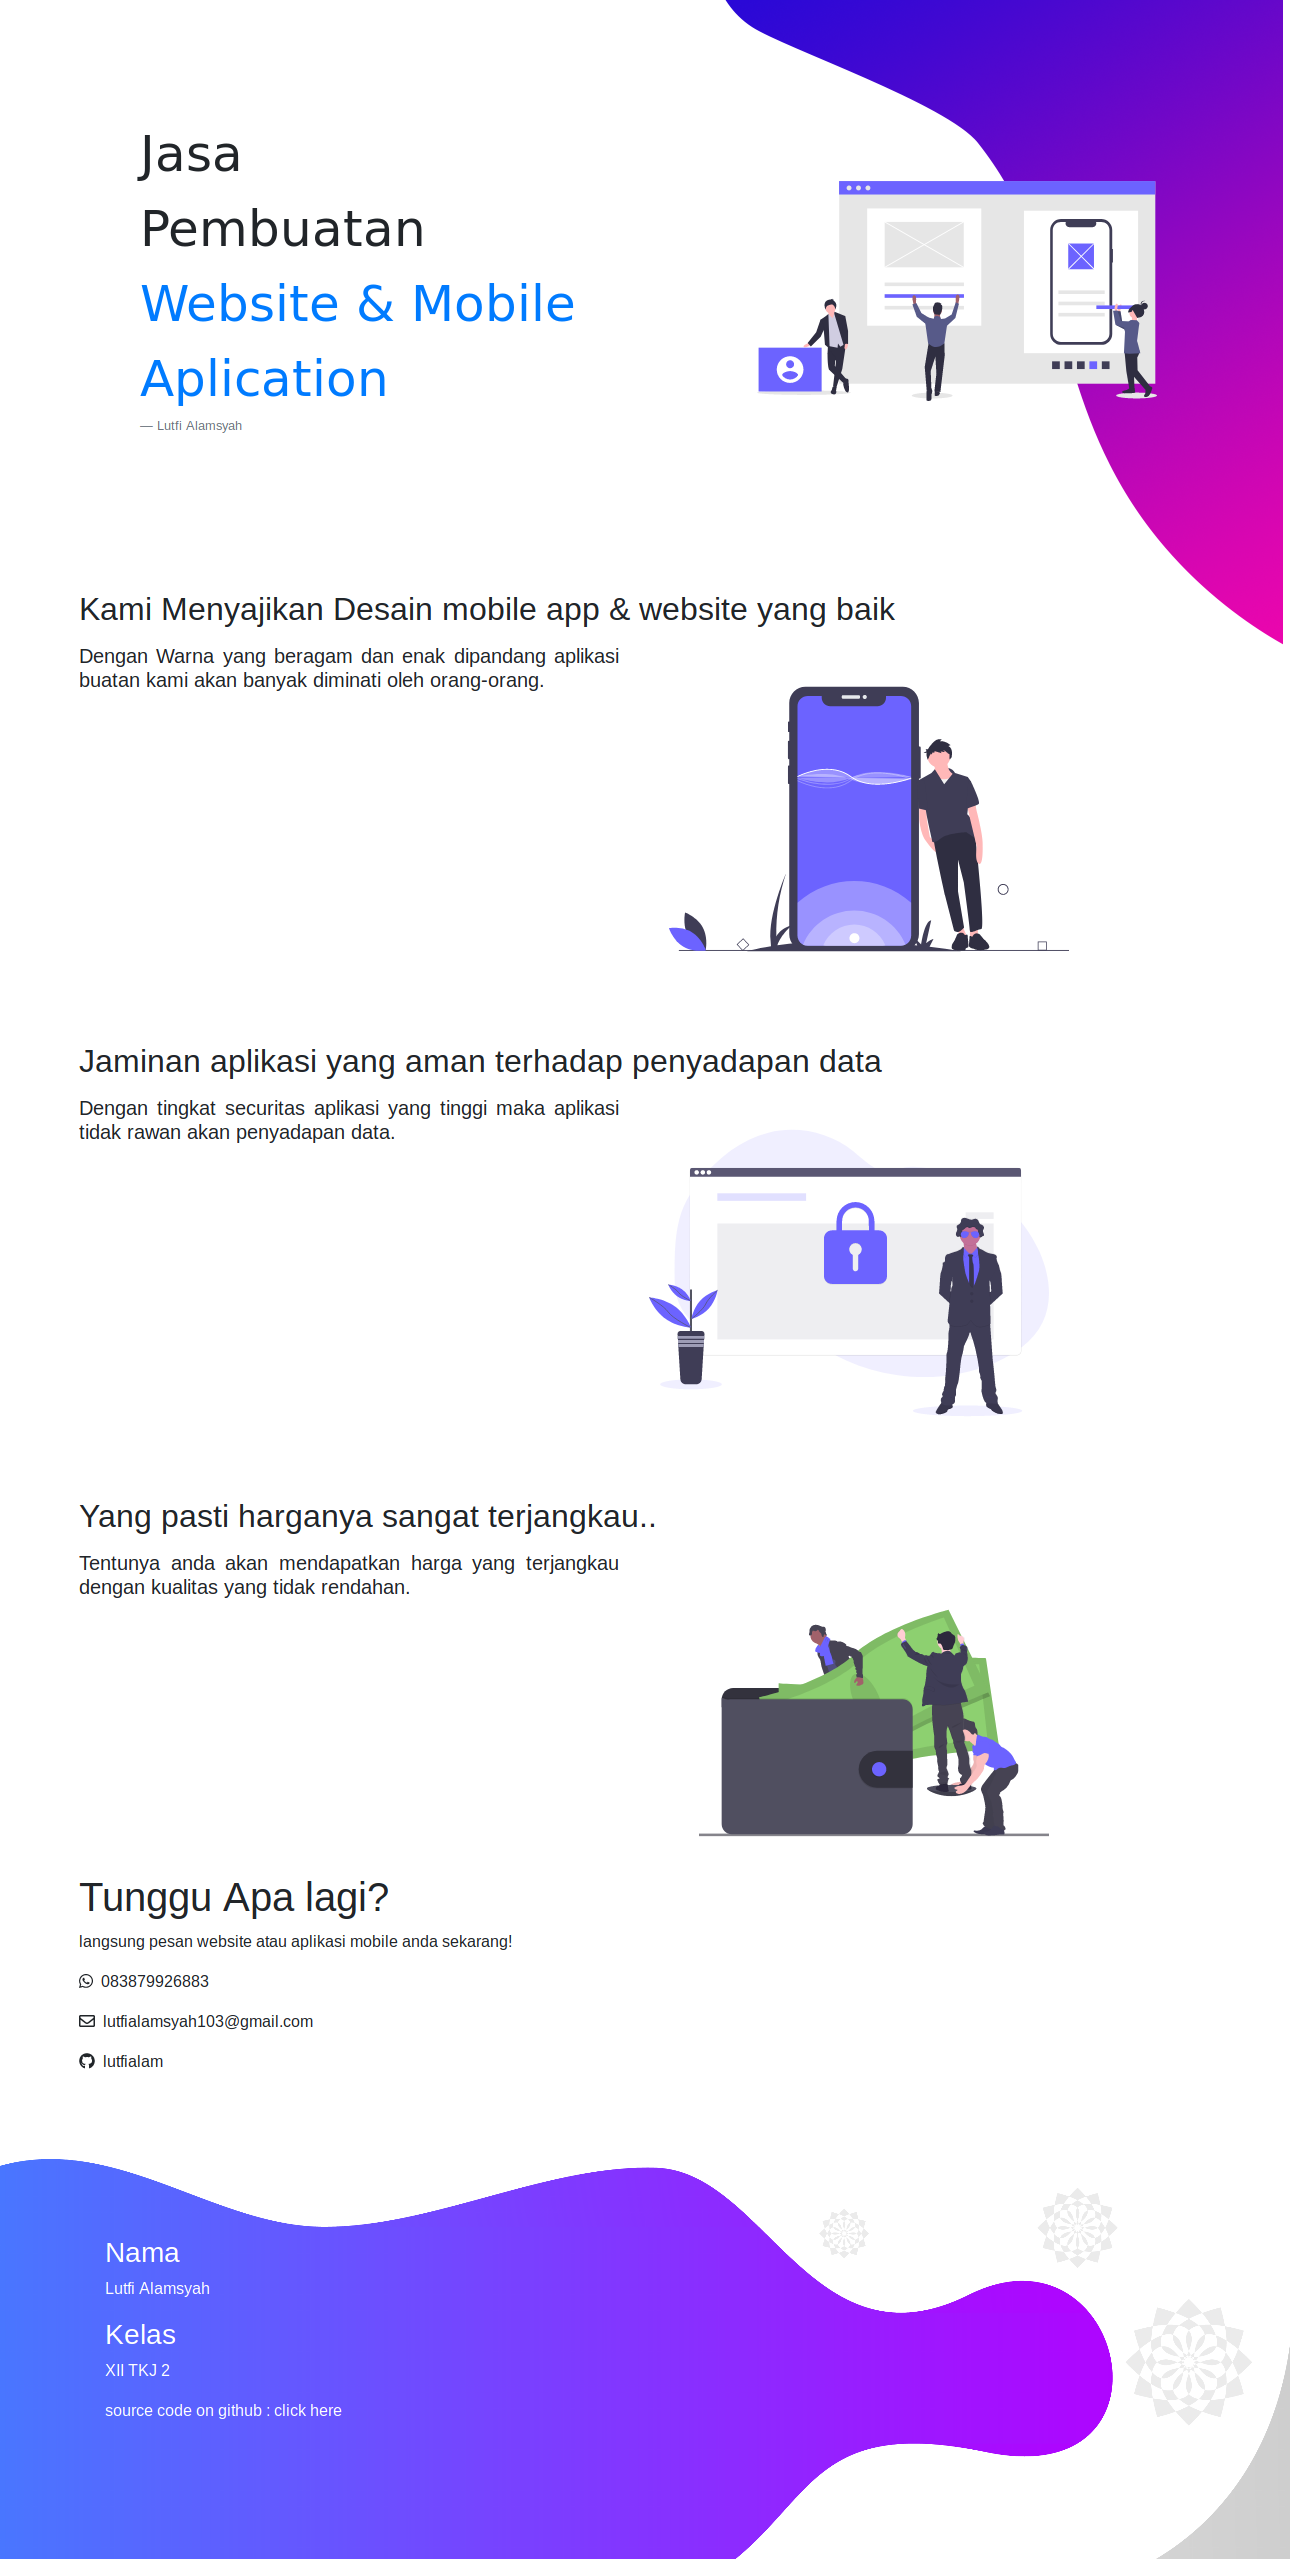 Jasa
Pembuatan
Website & Mobile
Aplication
— Lutfi Alamsyah
Kami Menyajikan Desain mobile app & website yang baik
Dengan Warna yang beragam dan enak dipandang aplikasi
buatan kami akan banyak diminati oleh orang-orang.
Jaminan aplikasi yang aman terhadap penyadapan data
Dengan tingkat securitas aplikasi yang tinggi maka aplikasi
tidak rawan akan penyadapan data.
Yang pasti harganya sangat terjangkau..
Tentunya anda akan mendapatkan harga yang terjangkau
dengan kualitas yang tidak rendahan.
Tunggu Apa lagi?
langsung pesan website atau aplikasi mobile anda sekarang!
083879926883
lutfialamsyah103@gmail.com
lutfialam
Nama
Lutfi Alamsyah
Kelas
XII TKJ 2
source code on github : click here